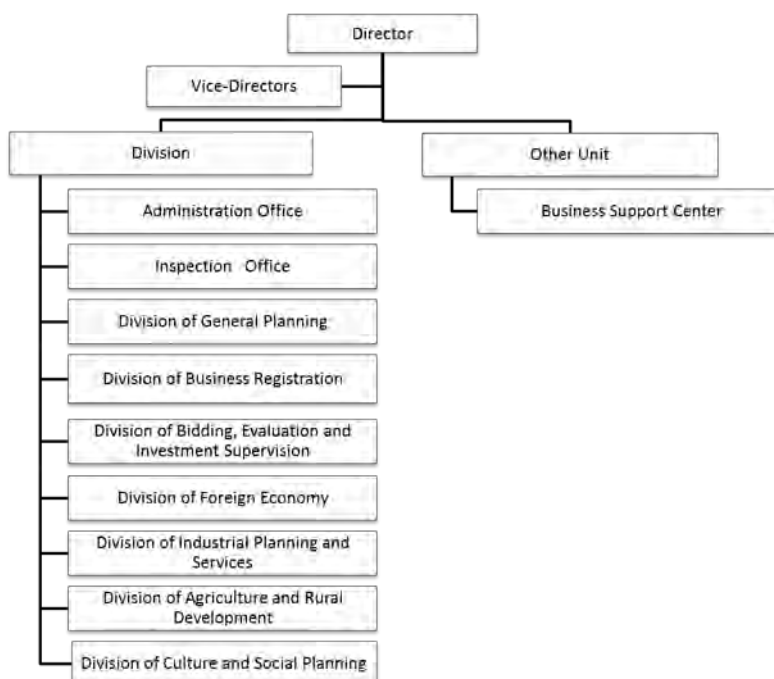 Director
Vice-Directors
Division
Other Unit
Administration Office
Business Support Center
Inspection Office
Division of General Planning
Division of Business Registration
Division of Bidding, Evaluation and
Investment Supervision
Division of Foreign Economy
Division of Industrial Planning and
Services
Division of Agriculture and Rural
Development
Division of Culture and Social Planning